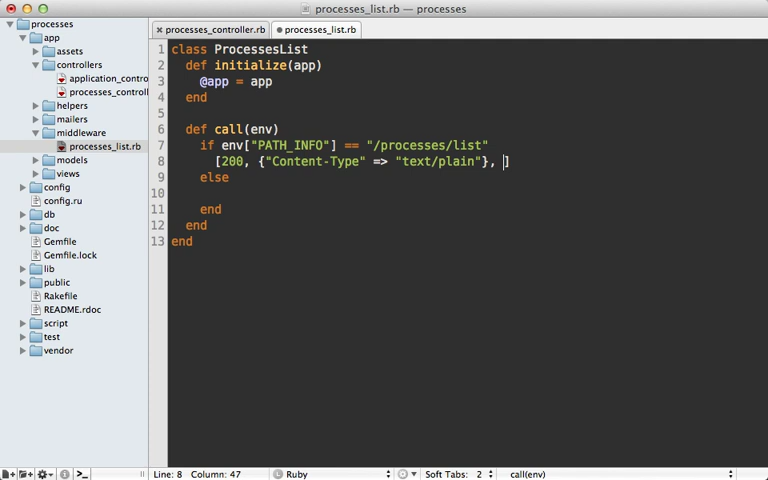 processes_list.rb — processes
processes
app
assets
controllers
application_contro
processes_controll
helpers
mailers
middleware
processes_list.rb
models
views
config
config.ru
db
doc
Gemfile
Gemfile.lock
lib
public
Rakefile
README.rdoc
script
test
vendor
processes_controller.rb processes_list.rb
1 class ProcessesList
2 def initialize(app)
3 @app = app
4 end
5
6 def call(env)
7 if env["PATH_INFO"] == "/processes/list"
8 [200, {"Content-Type" => "text/plain"}, ]
9 else
10
11 end
12 end
13 end
Line: 8 Column: 47 Ruby Soft Tabs: 2 call(env)